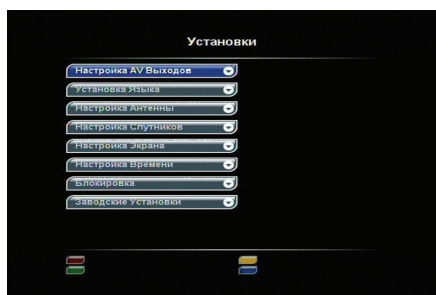 Установки
Настройка AV Выходов
Установка Языка
Настройка Антенны
Настройка Спутников
Настройка Экрана
Настройка Времени
Блокировка
Заводские Установки